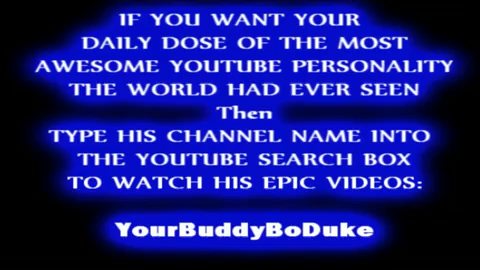 IF YOU WANT YOUR
DAILY DOSE OF THE MOST
AWESOME YOUTUBE PERSONALITY
THE WORLD HAD EVER SEEN
Then
TYPE HIS CHANNEL NAME INTO
THE YOUTUBE SEARCH BOX
TO WATCH HIS EPIC VIDEOS:
YourBuddyBoDuke